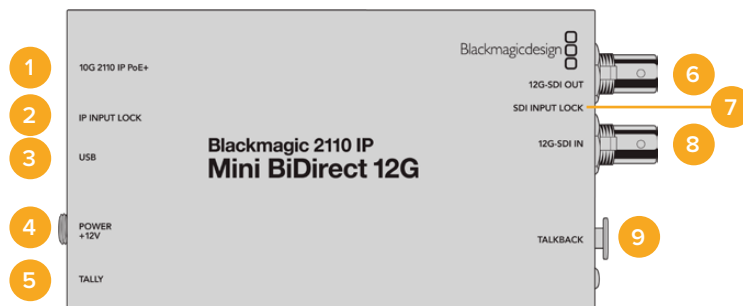 1
10G 2110 IP PoE+
2
IP INPUT LOCK
3
USB
4
POWER
+12V
5
TALLY
Blackmagic 2110 IP
Mini BiDirect 12G
Blackmagicdesign
12G-SDI OUT
6
SDI INPUT LOCK
7
12G-SDI IN
8
TALKBACK
9